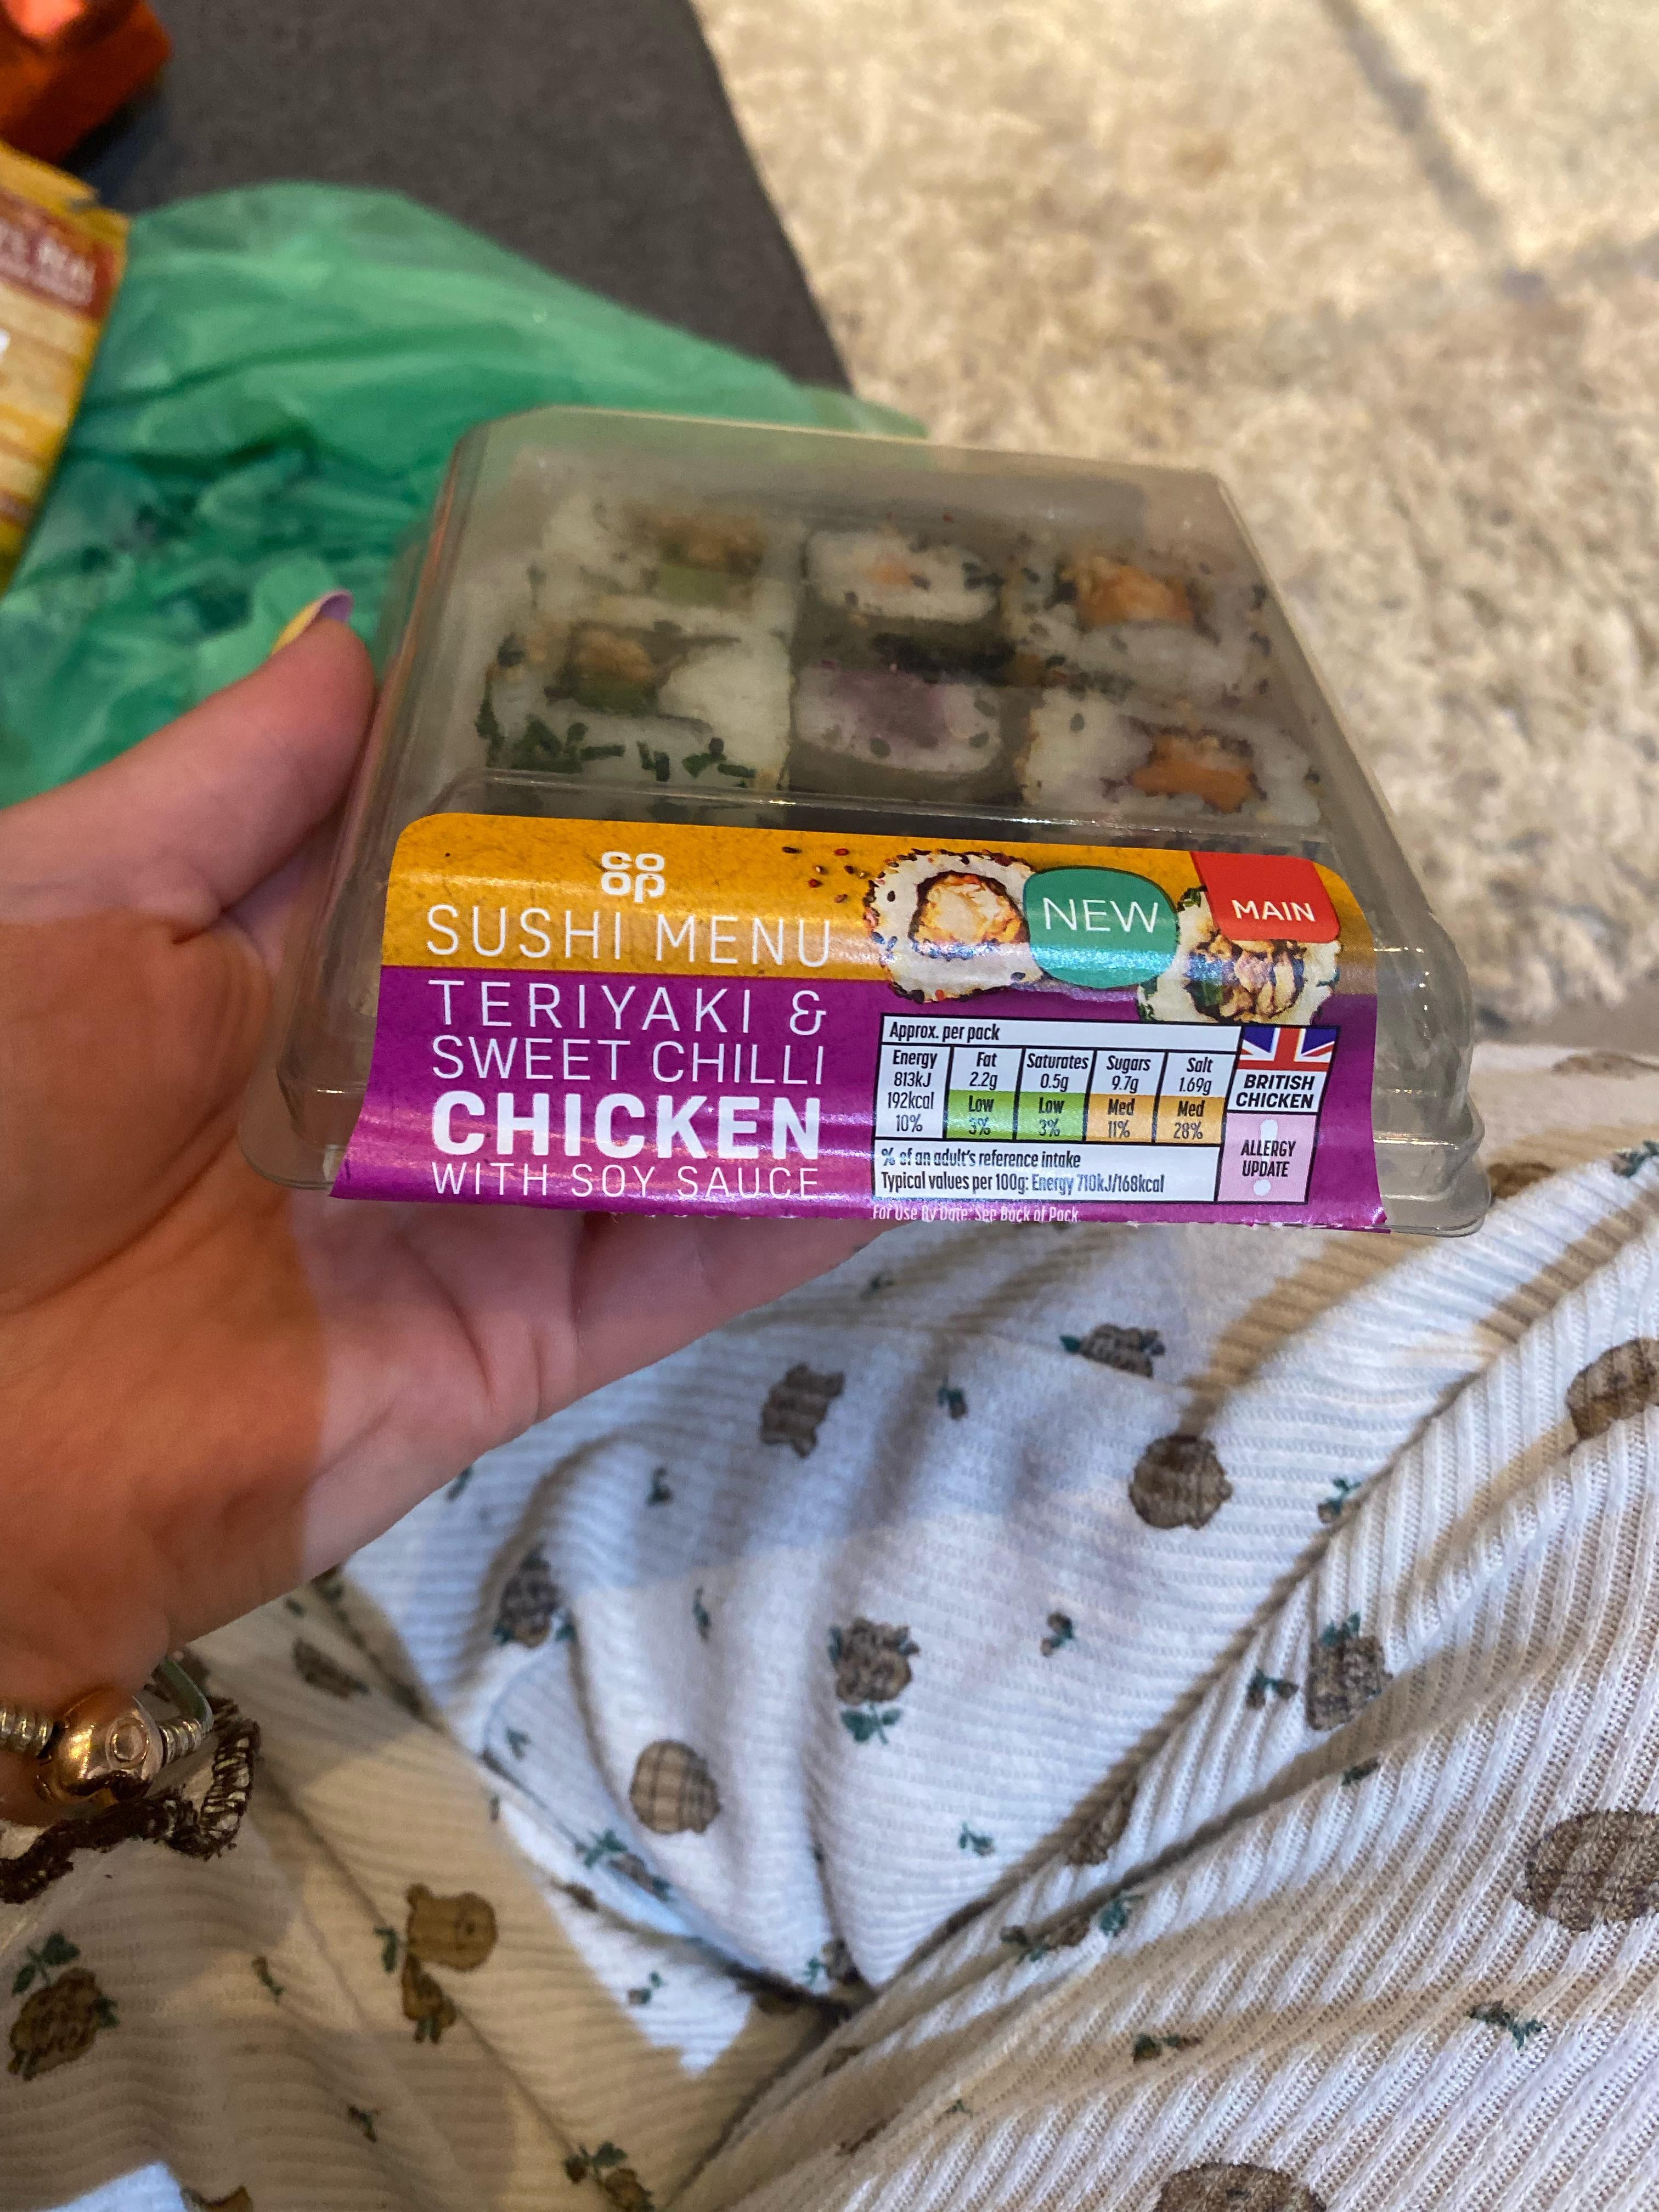 CO
OP
SUSHI MENU
NEW
MAIN
TERIYAKI &
SWEET CHILLI
CHICKEN
WITH SOY SAUCE
Approx. per pack
Energy 813kJ 192kcal 10%
Fat 2.2g Low 3%
Saturates 0.5g Low 3%
Sugars 9.7g Med 11%
Salt 1.69g Med 28%
% of an adult's reference intake
Typical values per 100g: Energy 710kJ/168kcal
BRITISH
CHICKEN
ALLERGY
UPDATE
For Use By Date: See Back of Pack